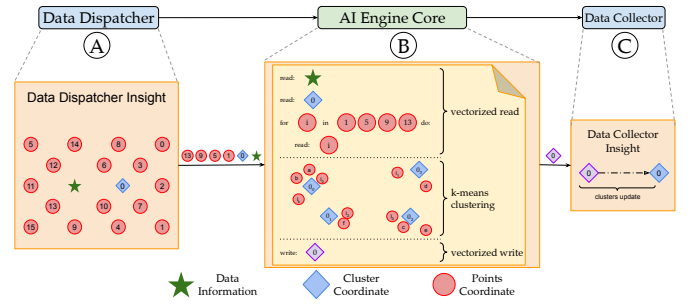 Data Dispatcher
AI Engine Core
Data Collector
A
B
C
Data Dispatcher Insight
5 14 8 0
12 6 3
11 0 2
13 10 7
15 9 4 1
13 9 5 1 0
read:
read: 0
for i in 1 5 9 13 do:
read: i
vectorized read
k-means
clustering
write: 0
vectorized write
0
Data Collector
Insight
0 0
clusters update
Data
Information
Cluster
Coordinate
Points
Coordinate